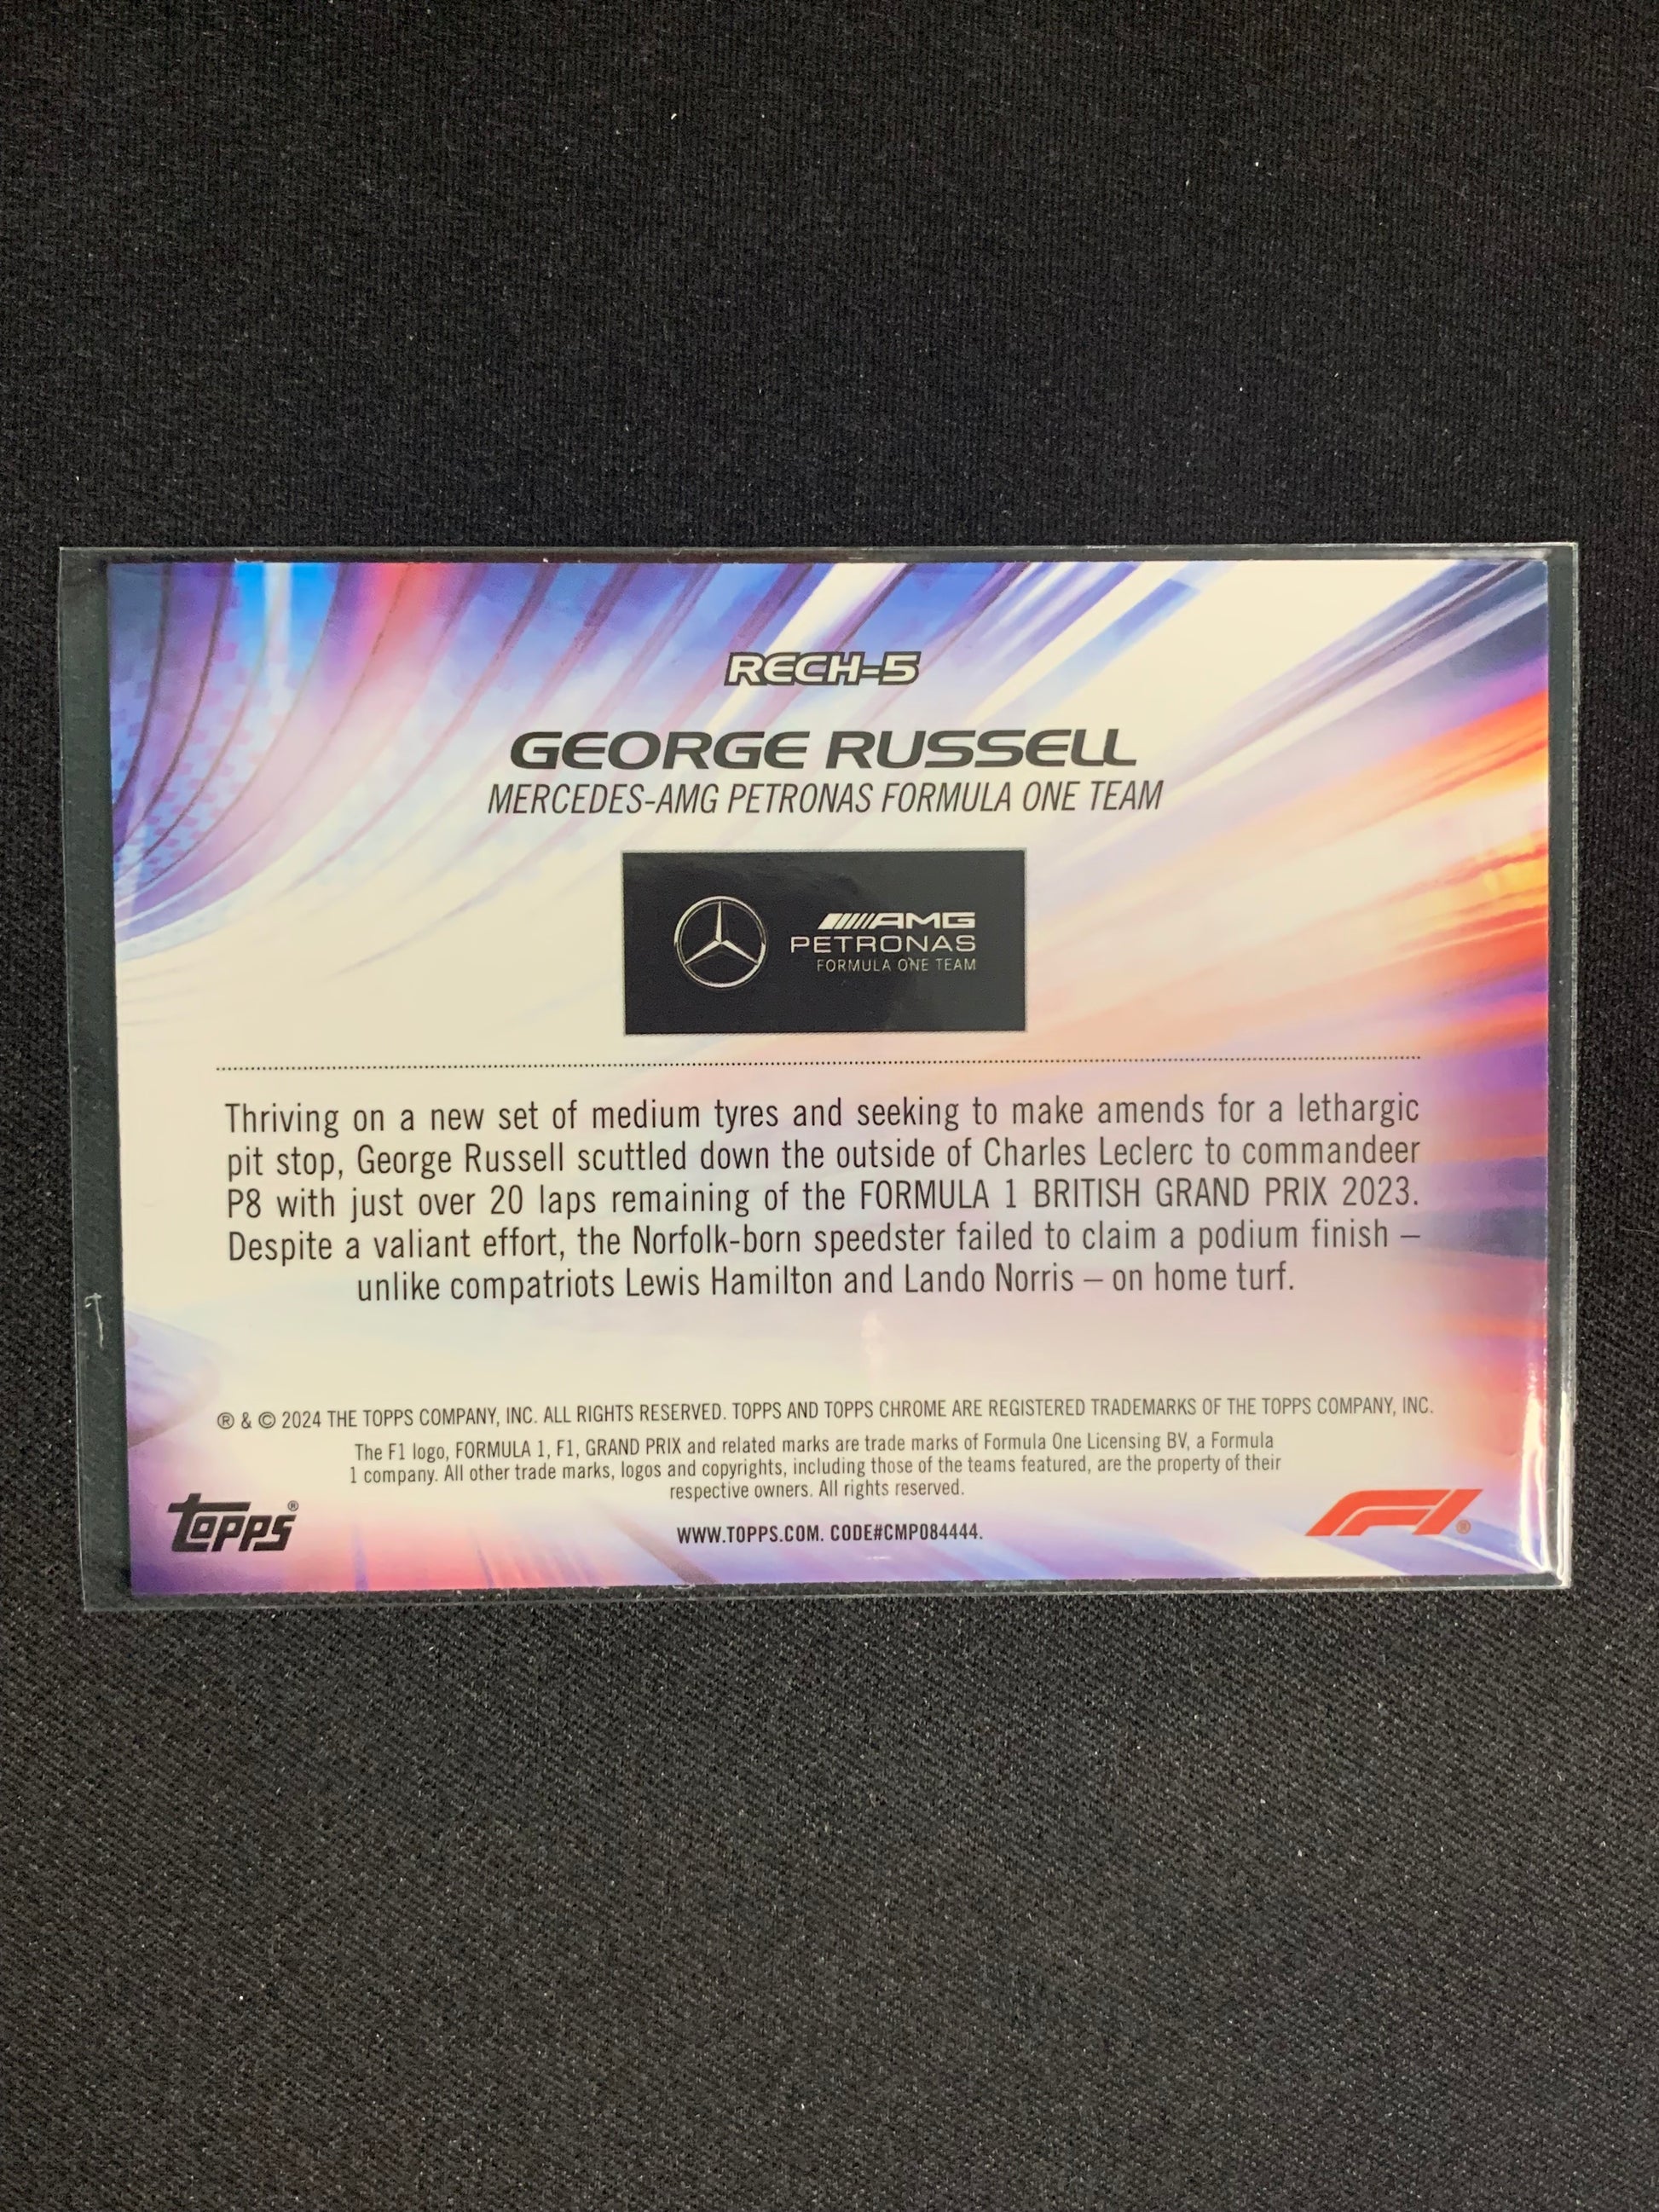 RECH-5
GEORGE RUSSELL
MERCEDES-AMG PETRONAS FORMULA ONE TEAM
AMG
PETRONAS
FORMULA ONE TEAM
Thriving on a new set of medium tyres and seeking to make amends for a lethargic
pit stop, George Russell scuttled down the outside of Charles Leclerc to commandeer
P8 with just over 20 laps remaining of the FORMULA 1 BRITISH GRAND PRIX 2023.
Despite a valiant effort, the Norfolk-born speedster failed to claim a podium finish –
unlike compatriots Lewis Hamilton and Lando Norris – on home turf.
® & © 2024 THE TOPPS COMPANY, INC. ALL RIGHTS RESERVED. TOPPS AND TOPPS CHROME ARE REGISTERED TRADEMARKS OF THE TOPPS COMPANY, INC.
The F1 logo, FORMULA 1, F1, GRAND PRIX and related marks are trade marks of Formula One Licensing BV, a Formula
1 company. All other trade marks, logos and copyrights, including those of the teams featured, are the property of their
respective owners. All rights reserved.
WWW.TOPPS.COM. CODE#CMP084444.
Topps®
F1®